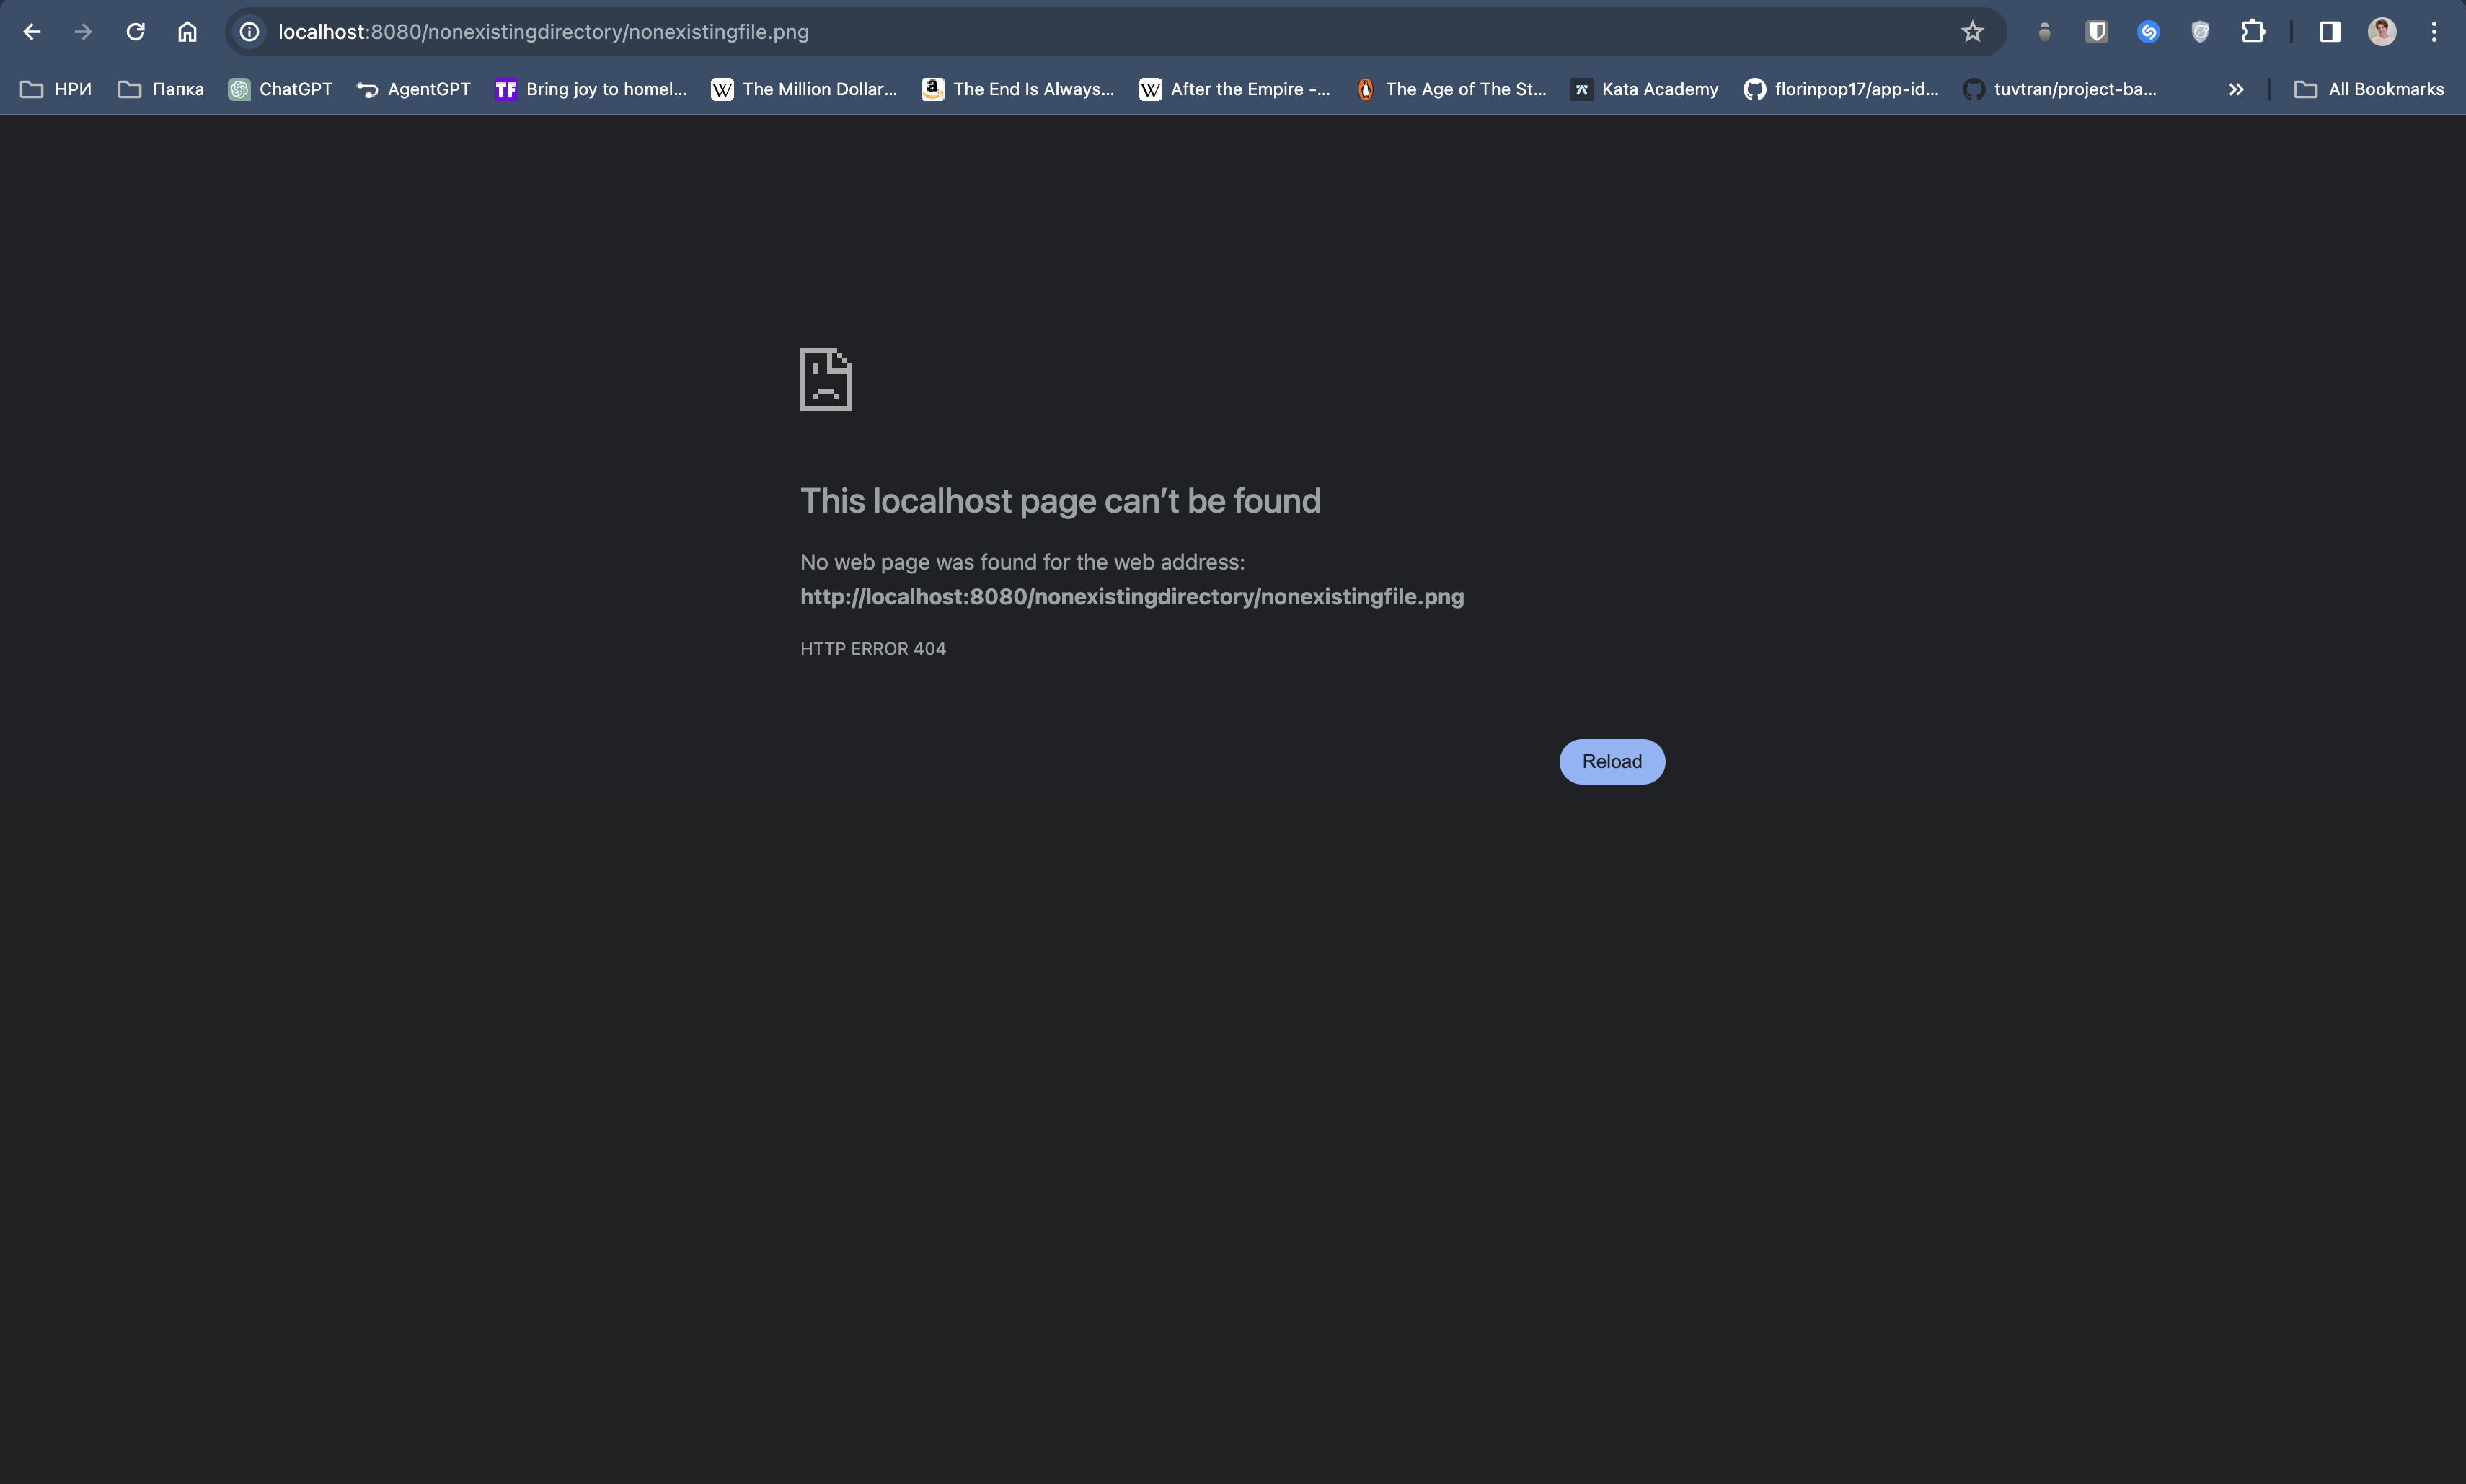 localhost:8080/nonexistingdirectory/nonexistingfile.png
НРИ
Папка
ChatGPT
AgentGPT
TF Bring joy to homel...
W The Million Dollar...
a The End Is Always...
W After the Empire -...
The Age of The St...
Kata Academy
florinpop17/app-id...
tuvtran/project-ba...
All Bookmarks
This localhost page can’t be found
No web page was found for the web address:
http://localhost:8080/nonexistingdirectory/nonexistingfile.png
HTTP ERROR 404
Reload